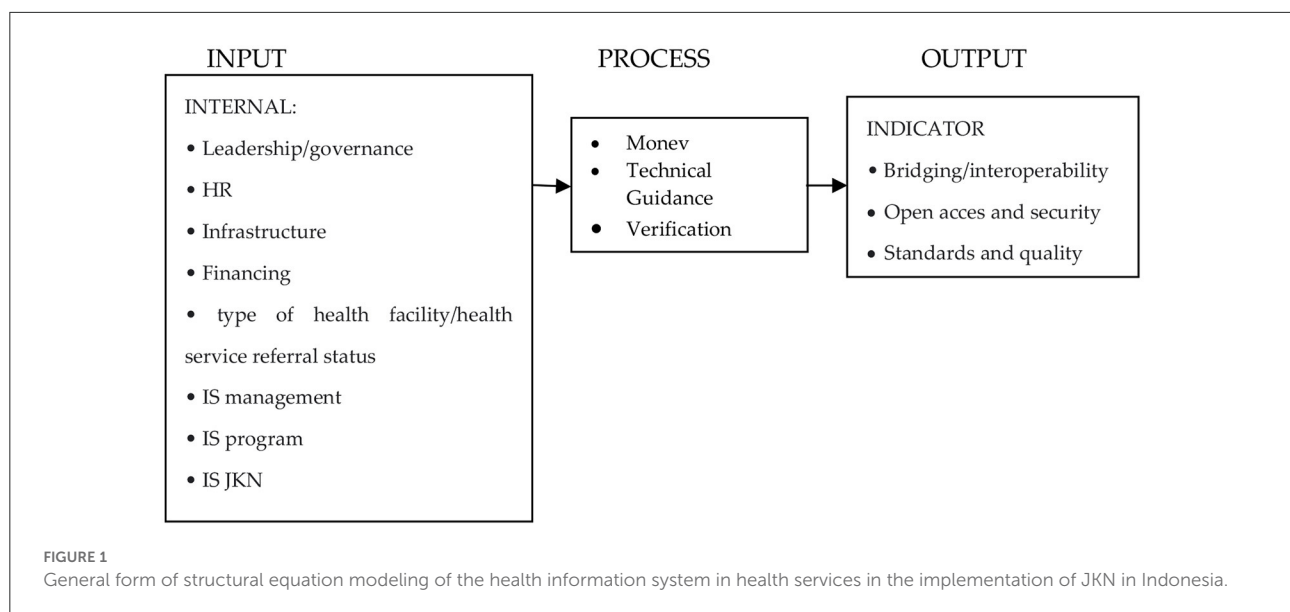 INPUT
PROCESS
OUTPUT
INTERNAL:
• Leadership/governance
• HR
• Infrastructure
• Financing
• type of health facility/health
service referral status
• IS management
• IS program
• IS JKN
• Monev
• Technical
Guidance
• Verification
INDICATOR
• Bridging/interoperability
• Open acces and security
• Standards and quality
FIGURE 1
General form of structural equation modeling of the health information system in health services in the implementation of JKN in Indonesia.